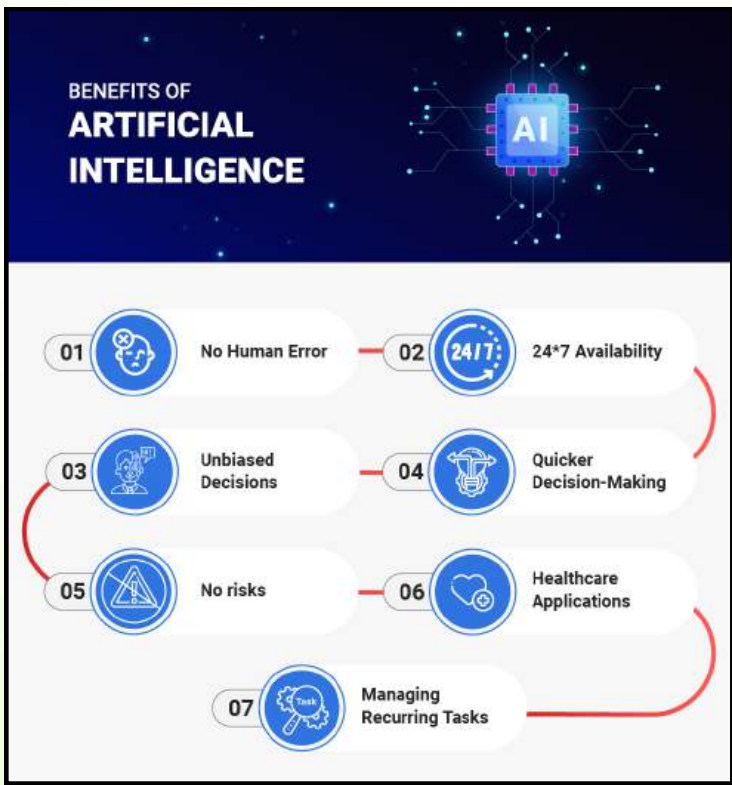 BENEFITS OF
ARTIFICIAL
INTELLIGENCE
AI
01
No Human Error
02
24/7
24*7 Availability
03
Unbiased
Decisions
04
Quicker
Decision-Making
05
No risks
06
Healthcare
Applications
07
Task
Managing
Recurring Tasks